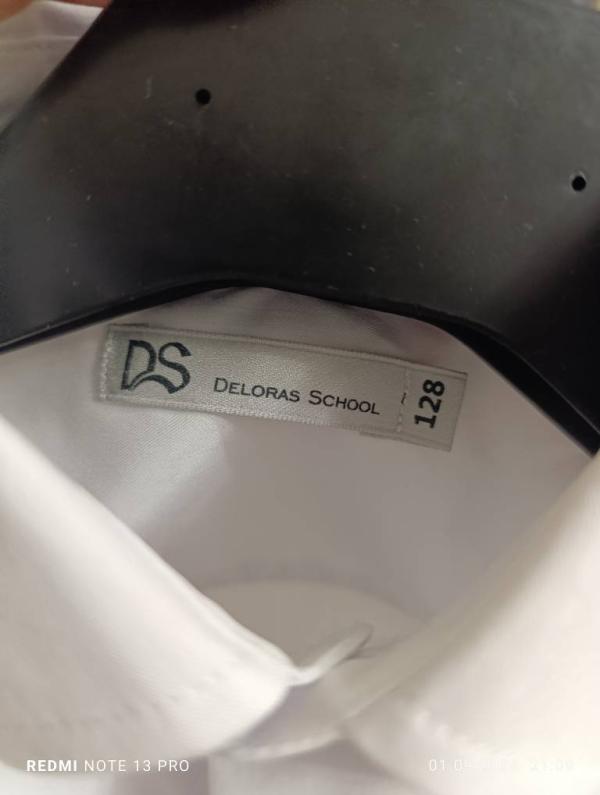 DS
DELORAS SCHOOL
128
REDMI NOTE 13 PRO